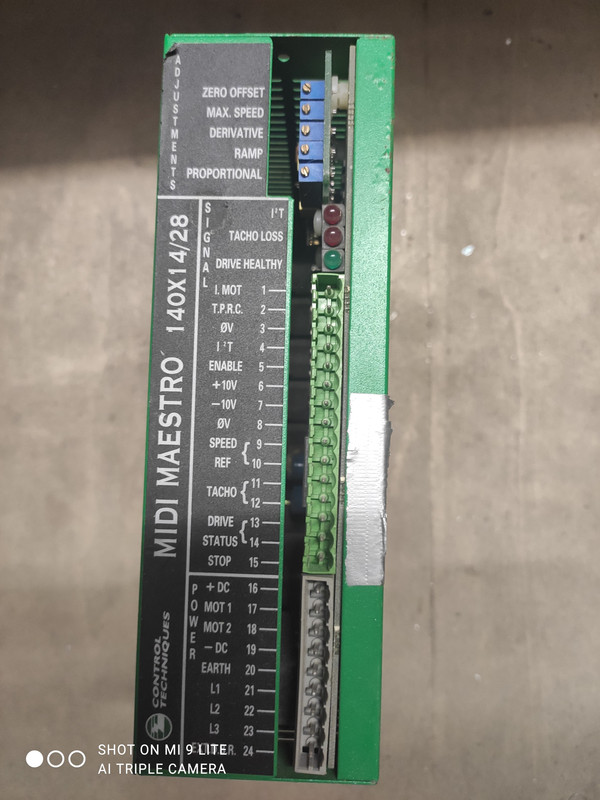 ADJUSTMENTS
ZERO OFFSET
MAX. SPEED
DERIVATIVE
RAMP
PROPORTIONAL
MIDI MAESTRO 140X14/28
SIGNAL
I²T
TACHO LOSS
DRIVE HEALTHY
I. MOT 1
T.P.R.C. 2
ØV 3
I²T 4
ENABLE 5
+10V 6
−10V 7
ØV 8
SPEED 9
REF 10
TACHO 11
12
DRIVE 13
STATUS 14
STOP 15
POWER
+ DC 16
MOT 1 17
MOT 2 18
− DC 19
EARTH 20
L1 21
L2 22
L3 23
24
CONTROL
TECHNIQUES
SHOT ON MI 9 LITE
AI TRIPLE CAMERA